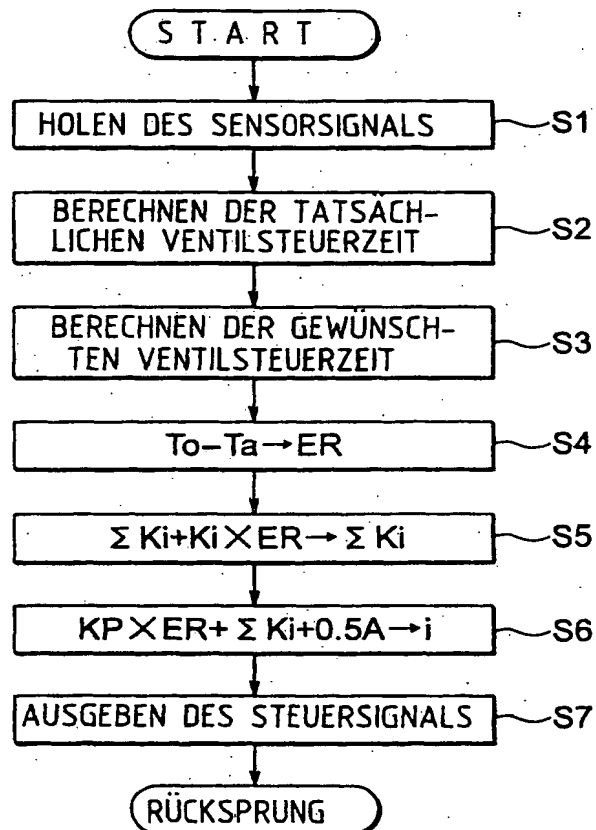 START
HOLEN DES SENSORSIGNALS
S1
BERECHNEN DER TATSÄCH-
LICHEN VENTILSTEUERZEIT
S2
BERECHNEN DER GEWÜNSCH-
TEN VENTILSTEUERZEIT
S3
To–Ta→ER
S4
Σ Ki+Ki×ER→ Σ Ki
S5
KP×ER+ Σ Ki+0.5A→i
S6
AUSGEBEN DES STEUERSIGNALS
S7
RÜCKSPRUNG